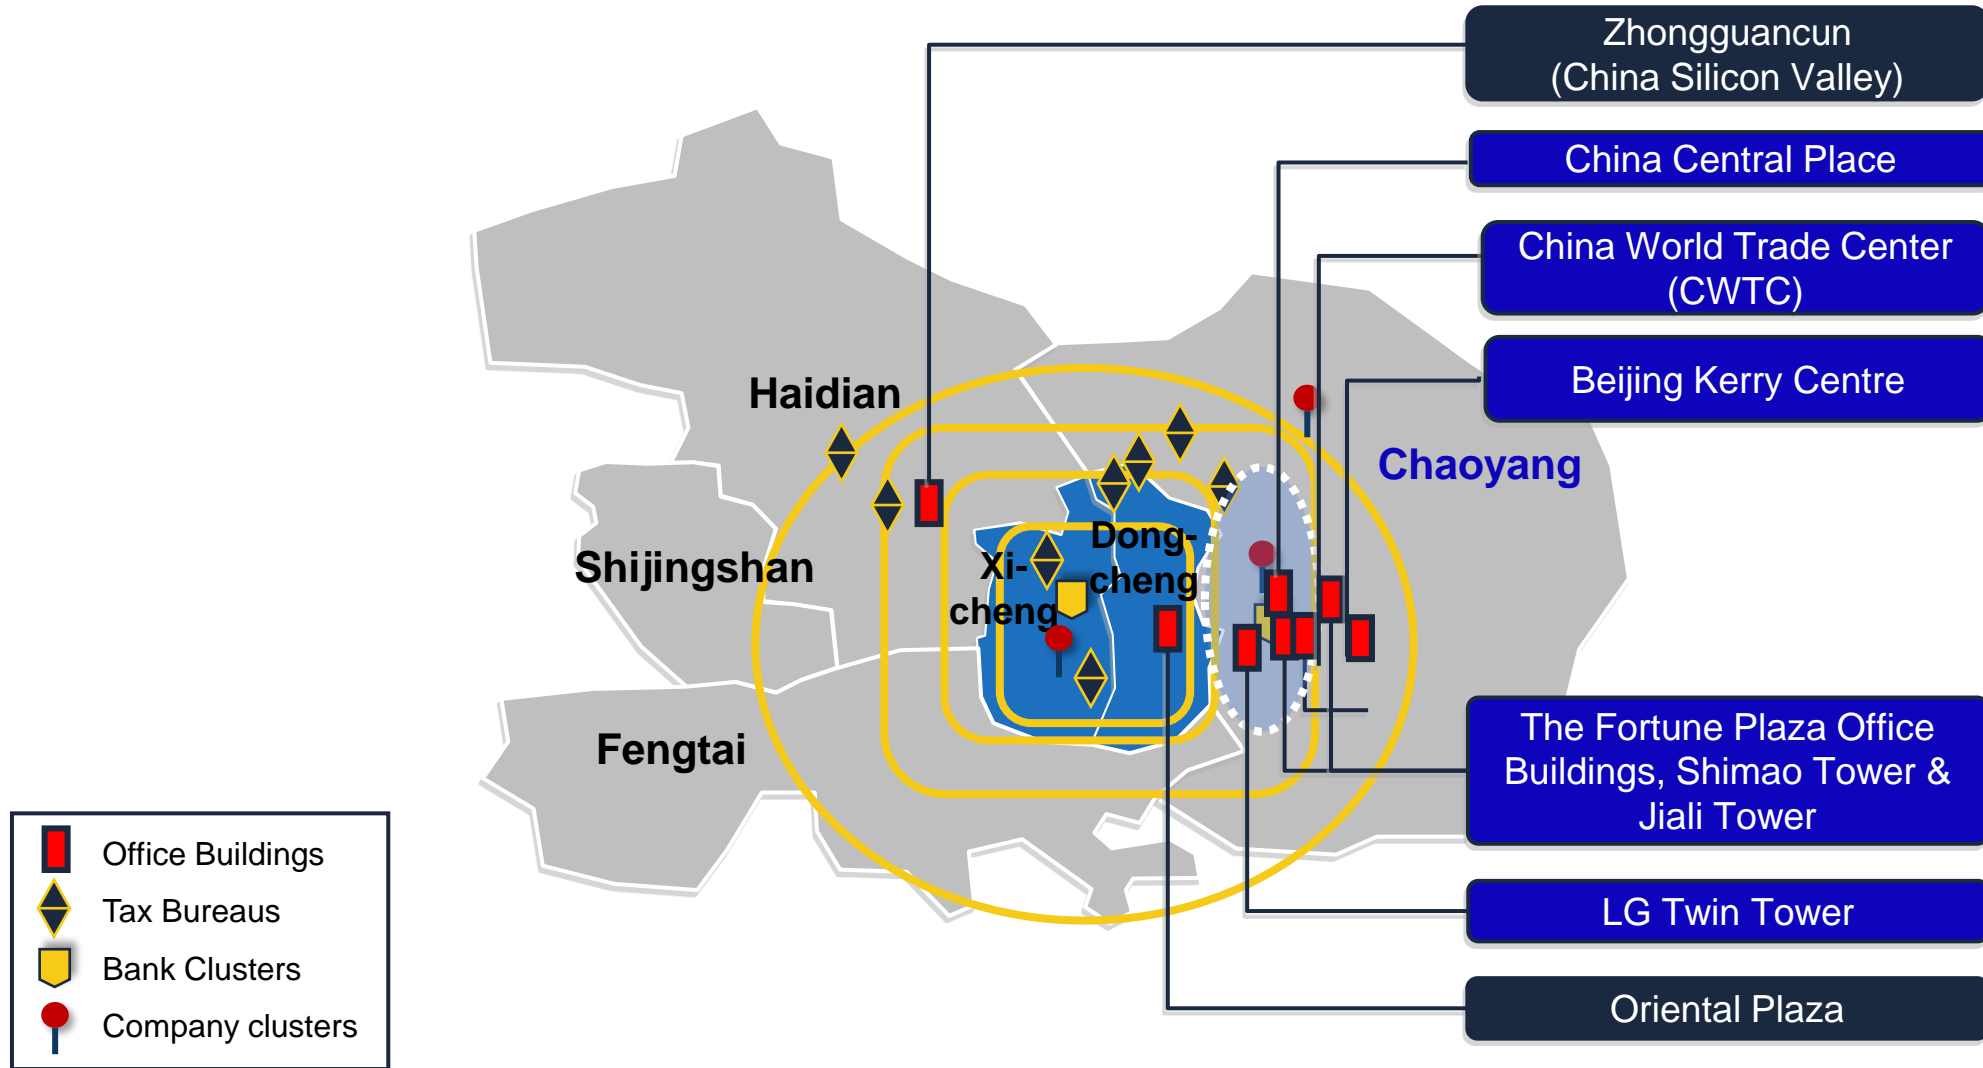 Zhongguancun
(China Silicon Valley)
China Central Place
China World Trade Center
(CWTC)
Beijing Kerry Centre
Haidian
Chaoyang
Shijingshan
Xi-
cheng
Dong-
cheng
Fengtai
The Fortune Plaza Office
Buildings, Shimao Tower &
Jiali Tower
LG Twin Tower
Oriental Plaza
Office Buildings
Tax Bureaus
Bank Clusters
Company clusters